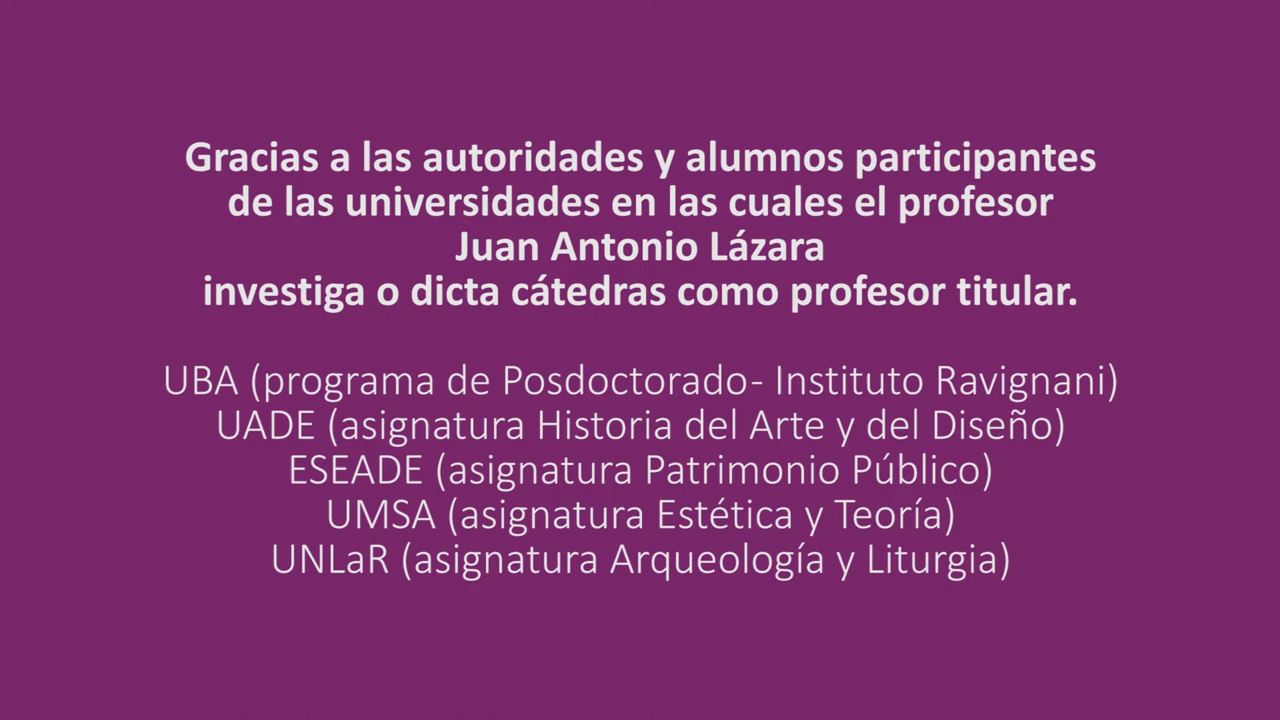 Gracias a las autoridades y alumnos participantes
de las universidades en las cuales el profesor
Juan Antonio Lázara
investiga o dicta cátedras como profesor titular.
UBA (programa de Posdoctorado- Instituto Ravignani)
UADE (asignatura Historia del Arte y del Diseño)
ESEADE (asignatura Patrimonio Público)
UMSA (asignatura Estética y Teoría)
UNLaR (asignatura Arqueología y Liturgia)